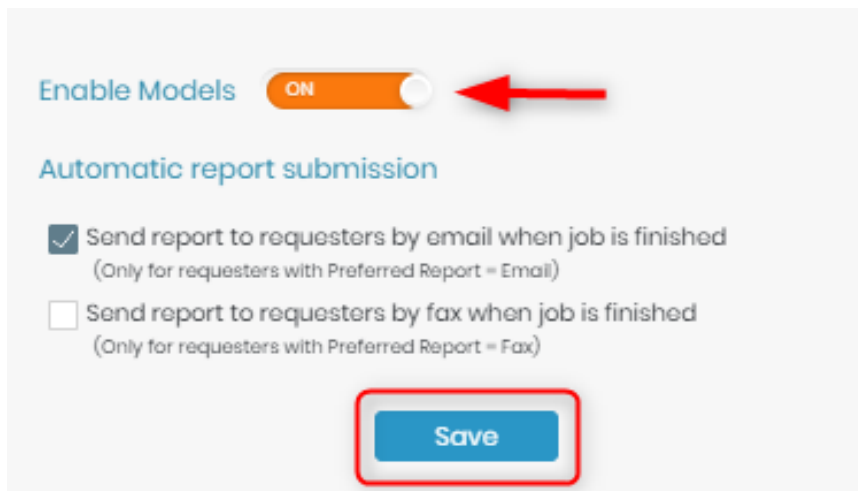 Enable Models ON
Automatic report submission
Send report to requesters by email when job is finished
(Only for requesters with Preferred Report = Email)
Send report to requesters by fax when job is finished
(Only for requesters with Preferred Report = Fax)
Save